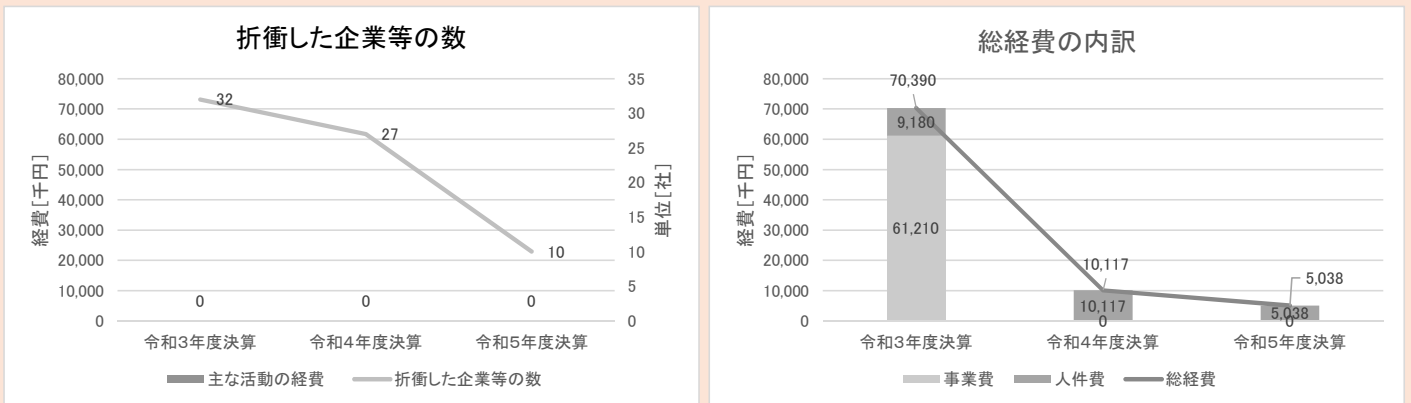 折衝した企業等の数
80,000
70,000
60,000
50,000
40,000
30,000
20,000
10,000
0
経費[千円]
35
30
25
20
15
10
5
0
単位[社]
32
27
10
0
0
0
令和3年度決算
令和4年度決算
令和5年度決算
主な活動の経費
折衝した企業等の数
総経費の内訳
80,000
70,000
60,000
50,000
40,000
30,000
20,000
10,000
0
経費[千円]
70,390
9,180
61,210
10,117
10,117
0
5,038
5,038
0
令和3年度決算
令和4年度決算
令和5年度決算
事業費
人件費
総経費